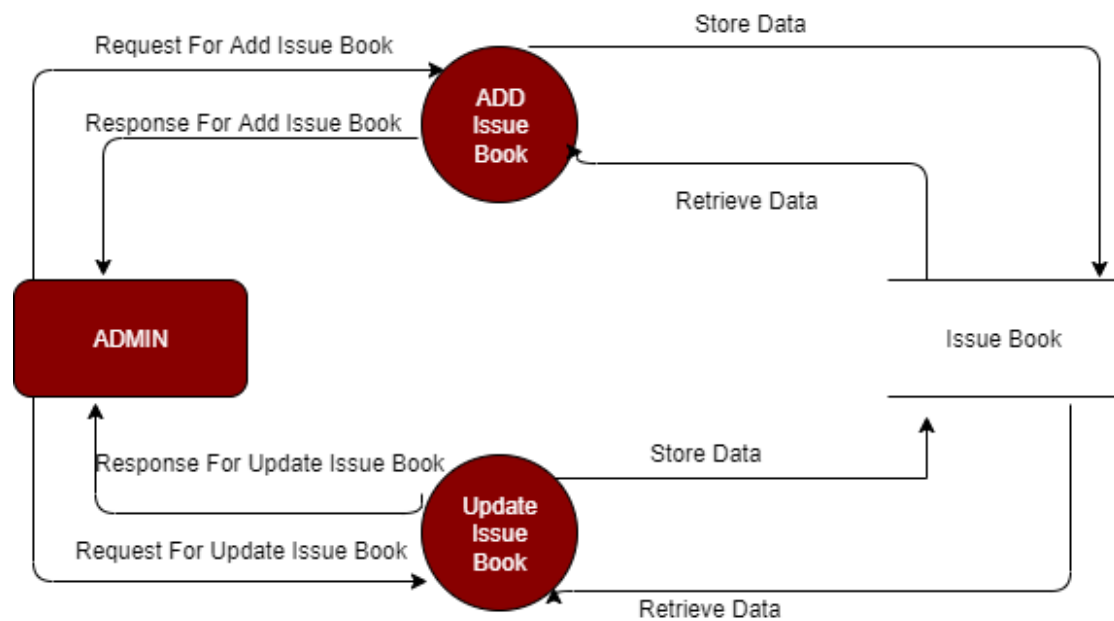 Store Data
Request For Add Issue Book
ADD
Issue
Book
Response For Add Issue Book
Retrieve Data
ADMIN
Issue Book
Response For Update Issue Book
Store Data
Update
Issue
Book
Request For Update Issue Book
Retrieve Data